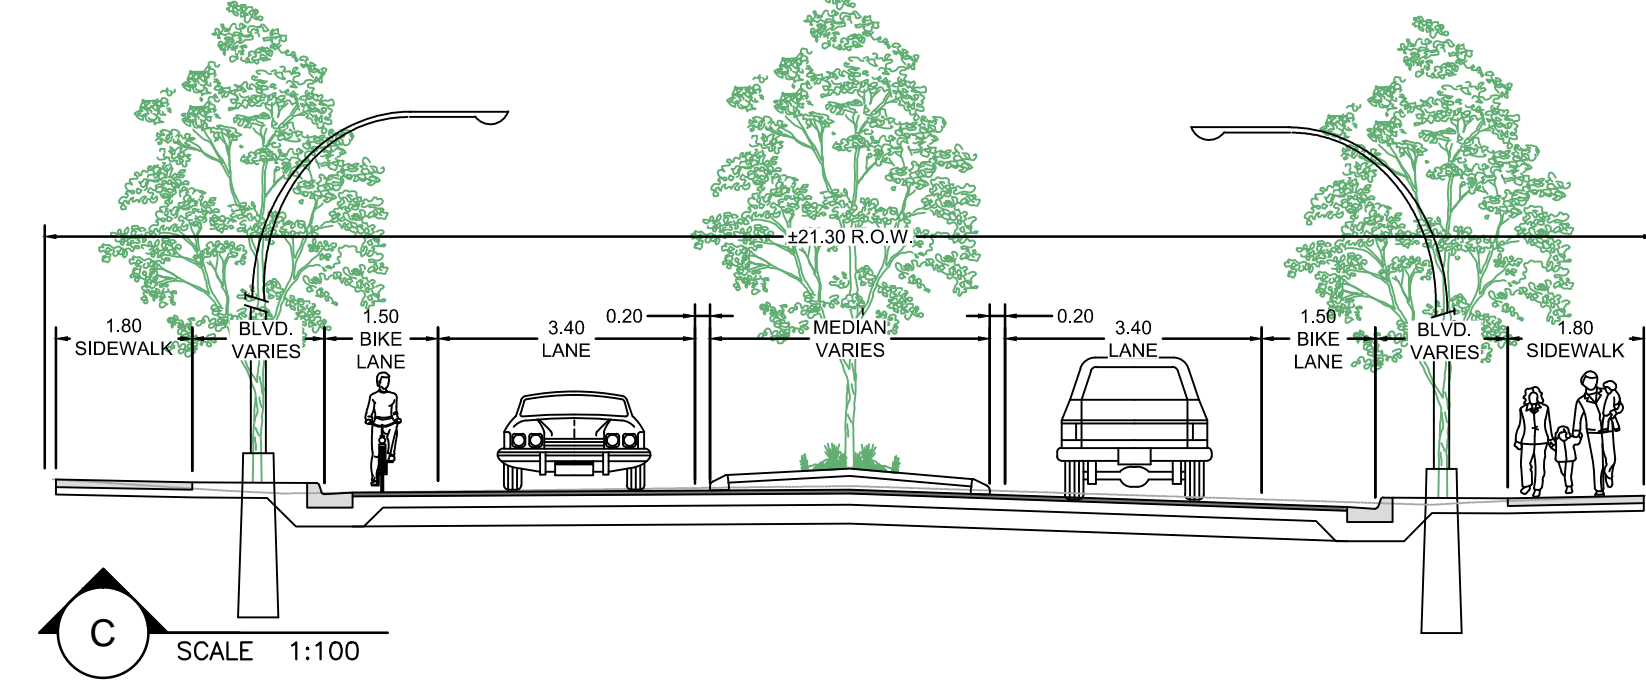 ±21.30 R.O.W.
1.80
SIDEWALK
BLVD.
VARIES
1.50
BIKE
LANE
3.40
LANE
0.20
MEDIAN
VARIES
0.20
3.40
LANE
1.50
BIKE
LANE
BLVD.
VARIES
1.80
SIDEWALK
C
SCALE 1:100